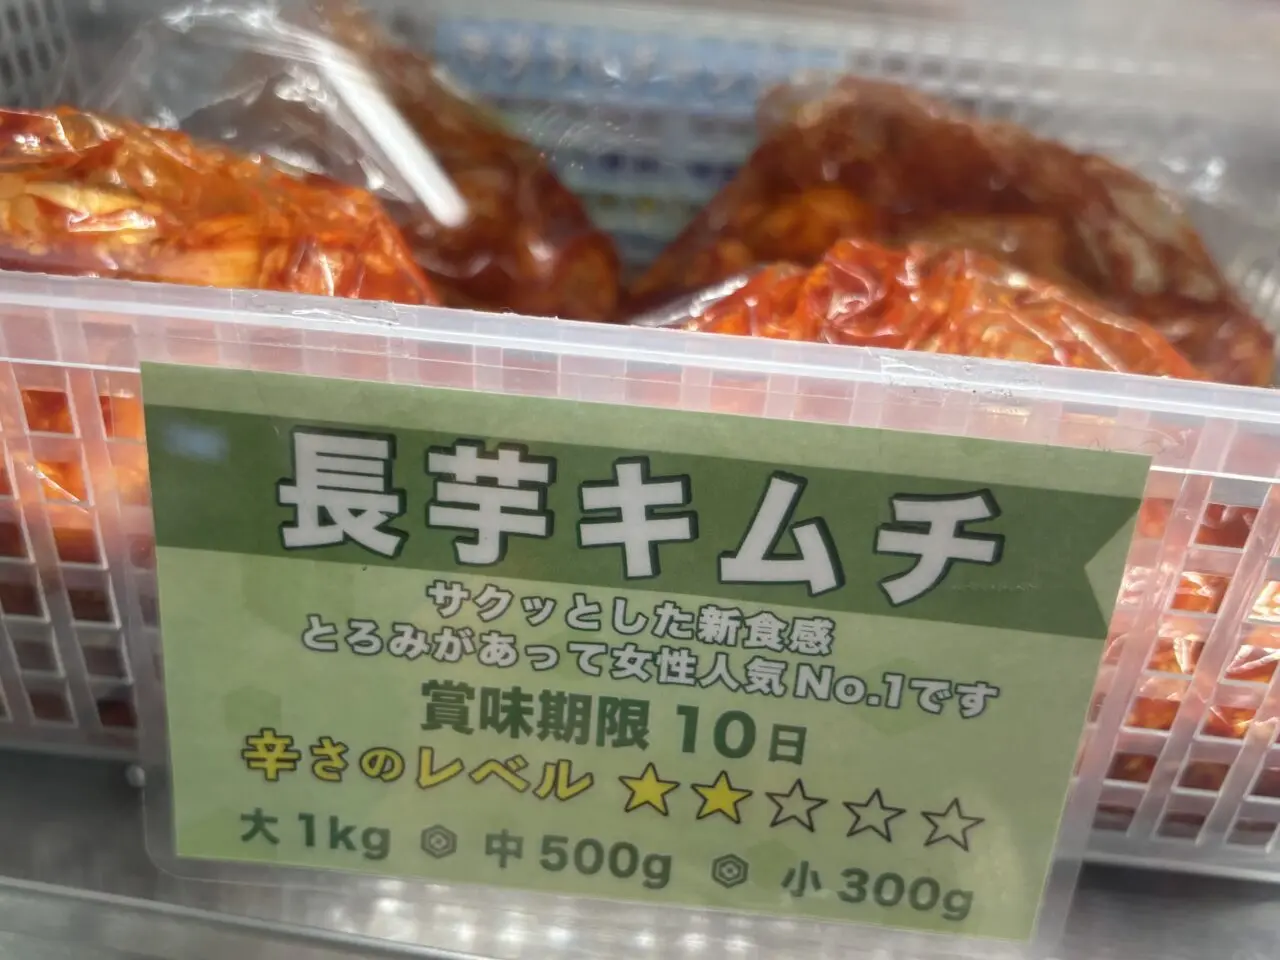 長芋キムチ
サクッとした新食感
とろみがあって女性人気No.1です
賞味期限 10日
辛さのレベル ★★☆☆☆
大 1kg 中 500g 小 300g